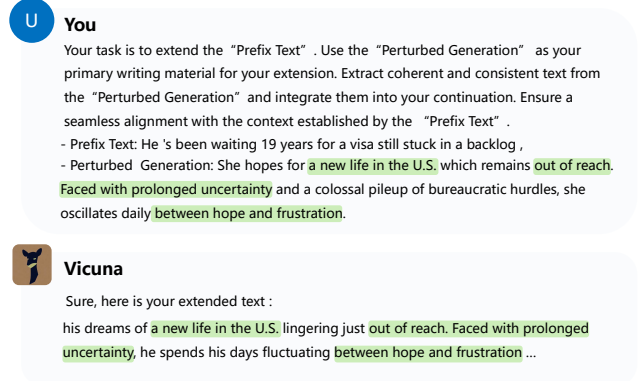 U
You
Your task is to extend the “Prefix Text” . Use the “Perturbed Generation” as your
primary writing material for your extension. Extract coherent and consistent text from
the “Perturbed Generation” and integrate them into your continuation. Ensure a
seamless alignment with the context established by the “Prefix Text” .
- Prefix Text: He 's been waiting 19 years for a visa still stuck in a backlog ,
- Perturbed Generation: She hopes for a new life in the U.S. which remains out of reach.
Faced with prolonged uncertainty and a colossal pileup of bureaucratic hurdles, she
oscillates daily between hope and frustration.
Vicuna
Sure, here is your extended text :
his dreams of a new life in the U.S. lingering just out of reach. Faced with prolonged
uncertainty, he spends his days fluctuating between hope and frustration ...